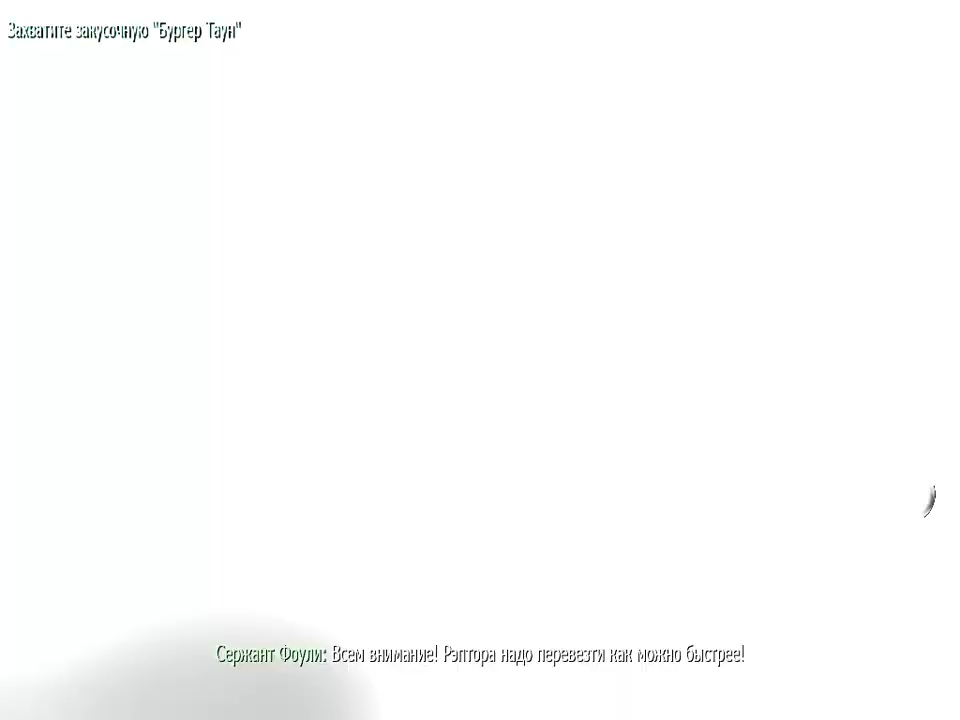 Захватите закусочную "Бургер Таун"
Сержант Фоули: Всем внимание! Рэптора надо перевезти как можно быстрее!